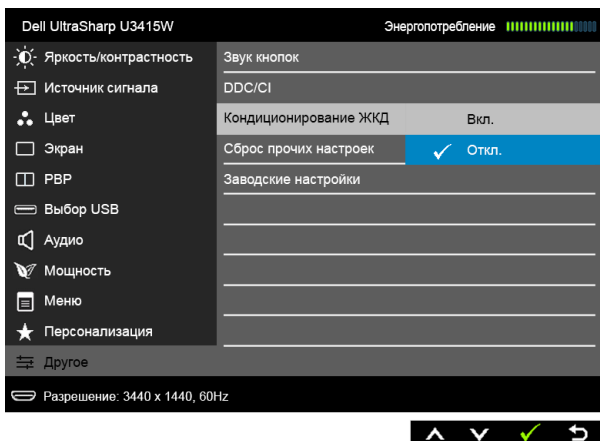 Dell UltraSharp U3415W
Энергопотребление
Яркость/контрастность
Звук кнопок
Источник сигнала
DDC/CI
Цвет
Кондиционирование ЖКД
Вкл.
Экран
Сброс прочих настроек
Откл.
PBP
Заводские настройки
Выбор USB
Аудио
Мощность
Меню
Персонализация
Другое
Разрешение: 3440 x 1440, 60Hz